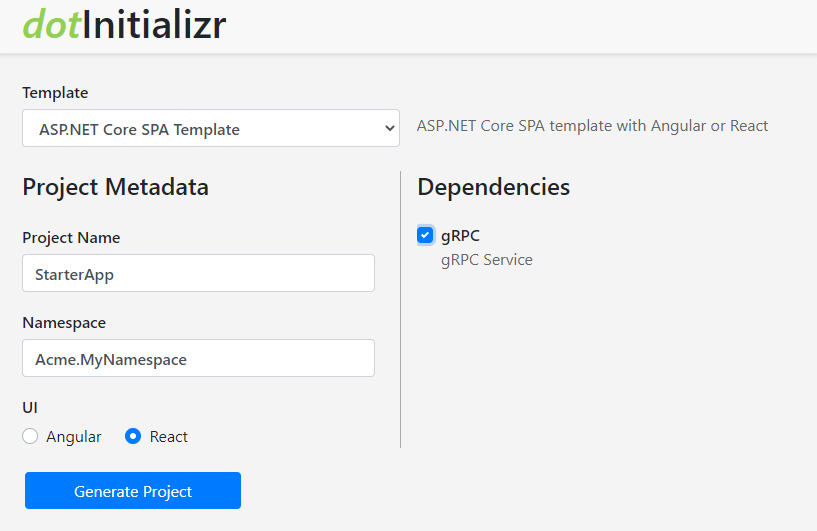 dotInitializr
Template
ASP.NET Core SPA Template
ASP.NET Core SPA template with Angular or React
Project Metadata
Project Name
StarterApp
Namespace
Acme.MyNamespace
UI
Angular
React
Generate Project
Dependencies
gRPC
gRPC Service